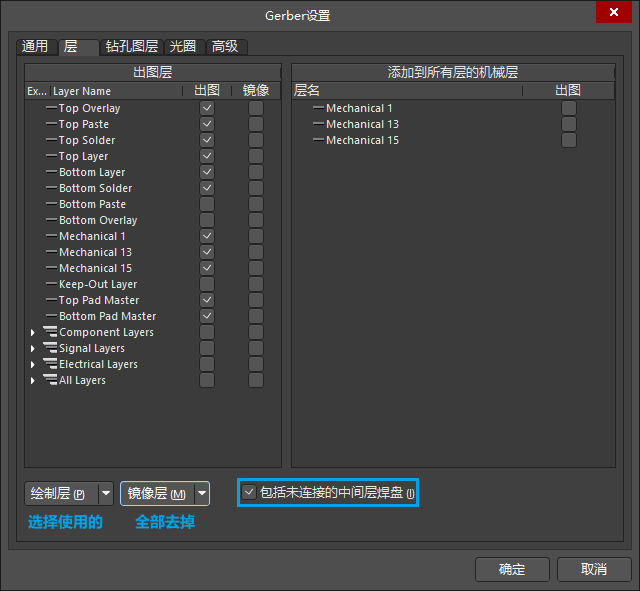 Gerber设置
通用 层 钻孔图层 光圈 高级
出图层
Ex... Layer Name 出图 镜像
Top Overlay
Top Paste
Top Solder
Top Layer
Bottom Layer
Bottom Solder
Bottom Paste
Bottom Overlay
Mechanical 1
Mechanical 13
Mechanical 15
Keep-Out Layer
Top Pad Master
Bottom Pad Master
Component Layers
Signal Layers
Electrical Layers
All Layers
添加到所有层的机械层
层名 出图
Mechanical 1
Mechanical 13
Mechanical 15
绘制层 (P) 镜像层 (M) 包括未连接的中间层焊盘 (I)
选择使用的 全部去掉
确定 取消